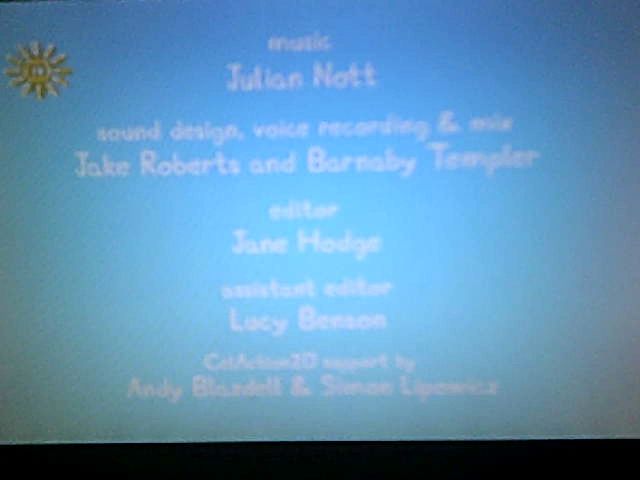 music
Julian Nott
sound design, voice recording & mix
Jake Roberts and Barnaby Templer
editor
Jane Hodge
assistant editor
Lucy Benson
CelAction2D support by
Andy Blazdell & Simon Lipowicz